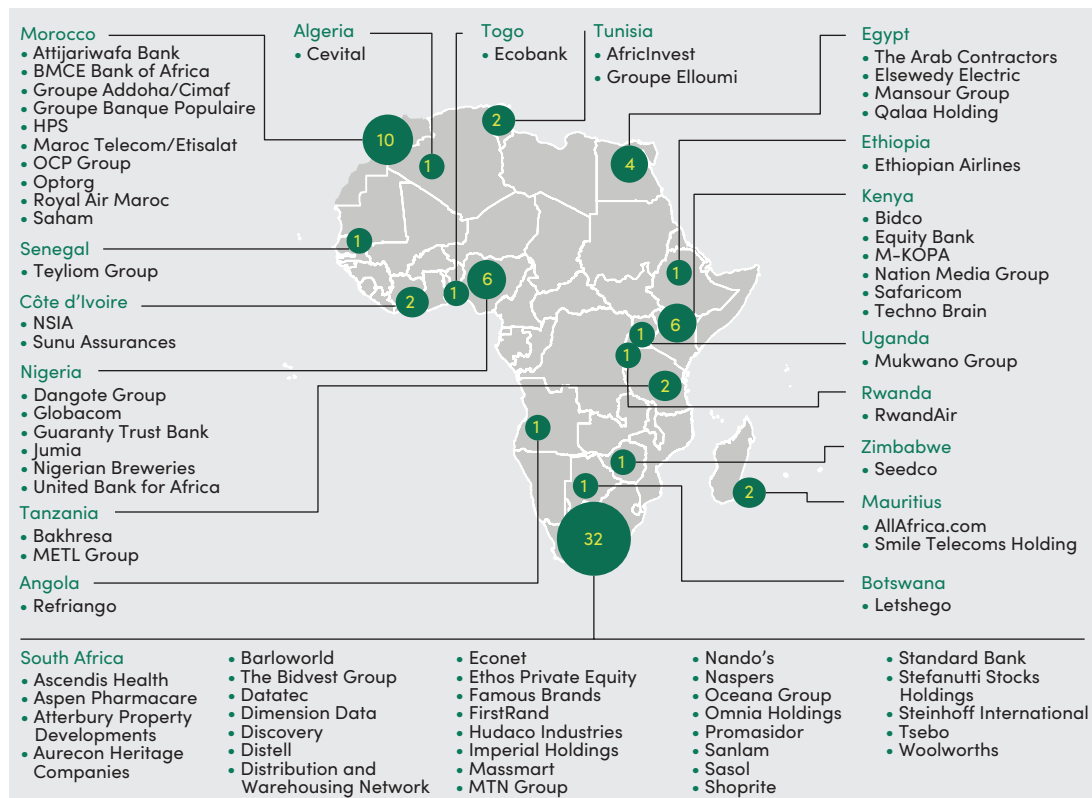 Morocco
• Attijariwafa Bank
• BMCE Bank of Africa
• Groupe Addoha/Cimaf
• Groupe Banque Populaire
• HPS
• Maroc Telecom/Etisalat
• OCP Group
• Optorg
• Royal Air Maroc
• Saham
Algeria
• Cevital
Togo
• Ecobank
Tunisia
• AfricInvest
• Groupe Elloumi
Egypt
• The Arab Contractors
• Elsewedy Electric
• Mansour Group
• Qalaa Holding
Ethiopia
• Ethiopian Airlines
Kenya
• Bidco
• Equity Bank
• M-KOPA
• Nation Media Group
• Safaricom
• Techno Brain
Uganda
• Mukwano Group
Rwanda
• RwandAir
Zimbabwe
• Seedco
Mauritius
• AllAfrica.com
• Smile Telecoms Holding
Botswana
• Letshego
Senegal
• Teyliom Group
Côte d'Ivoire
• NSIA
• Sunu Assurances
Nigeria
• Dangote Group
• Globacom
• Guaranty Trust Bank
• Jumia
• Nigerian Breweries
• United Bank for Africa
Tanzania
• Bakhresa
• METL Group
Angola
• Refriango
10
1
2
4
1
2
1
6
1
6
1
1
2
1
1
1
2
32
South Africa
• Ascendis Health
• Aspen Pharmacare
• Atterbury Property
Developments
• Aurecon Heritage
Companies
• Barloworld
• The Bidvest Group
• Datatec
• Dimension Data
• Discovery
• Distell
• Distribution and
Warehousing Network
• Econet
• Ethos Private Equity
• Famous Brands
• FirstRand
• Hudaco Industries
• Imperial Holdings
• Massmart
• MTN Group
• Nando's
• Naspers
• Oceana Group
• Omnia Holdings
• Promasidor
• Sanlam
• Sasol
• Shoprite
• Standard Bank
• Stefanutti Stocks
Holdings
• Steinhoff International
• Tsebo
• Woolworths